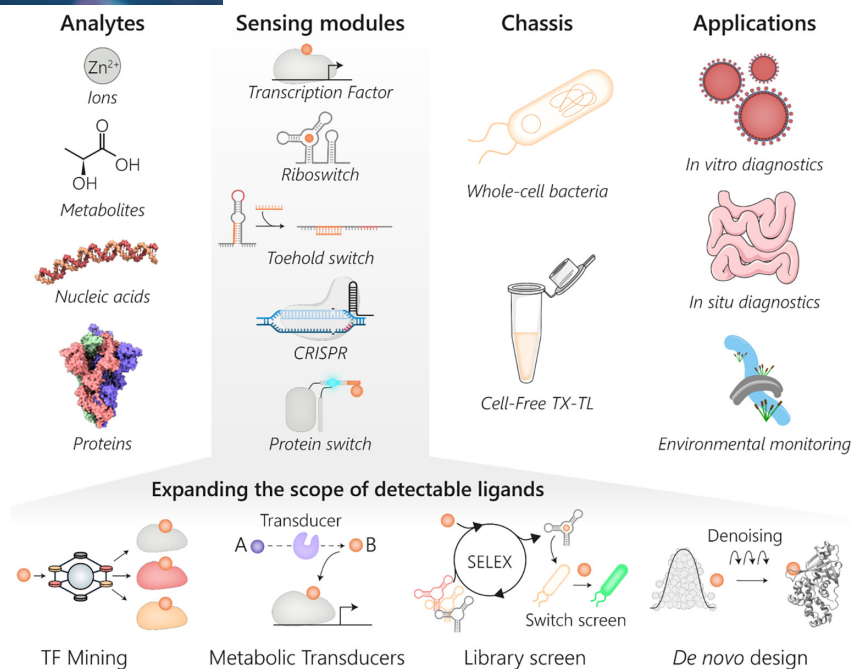 Analytes
Sensing modules
Chassis
Applications
Zn²⁺
Ions
O
OH
OH
Metabolites
Nucleic acids
Proteins
Transcription Factor
Riboswitch
Toehold switch
CRISPR
Protein switch
Whole-cell bacteria
Cell-Free TX-TL
In vitro diagnostics
In situ diagnostics
Environmental monitoring
Expanding the scope of detectable ligands
TF Mining
Transducer
A
B
Metabolic Transducers
SELEX
Switch screen
Library screen
Denoising
De novo design